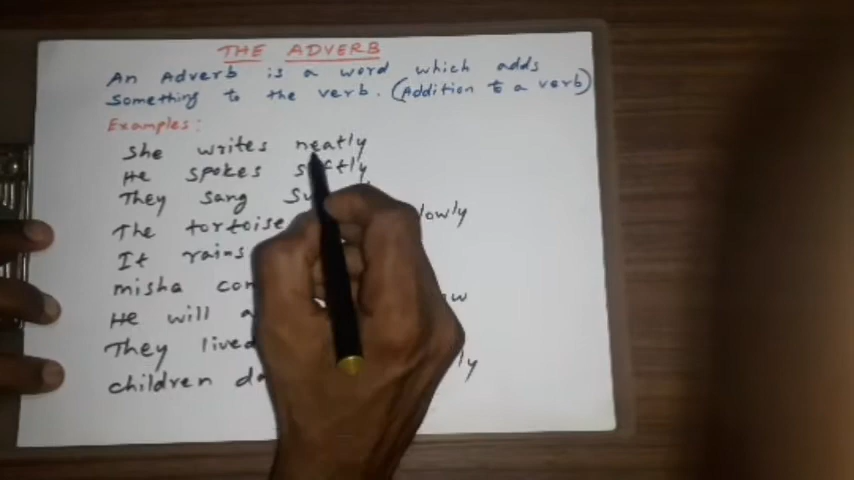 THE ADVERB
An Adverb is a word which adds
Something to the verb. (Addition to a verb)
Examples:
She writes neatly
He spokes softly
They sang
The tortoise
It rains
misha
He will
They lived
children